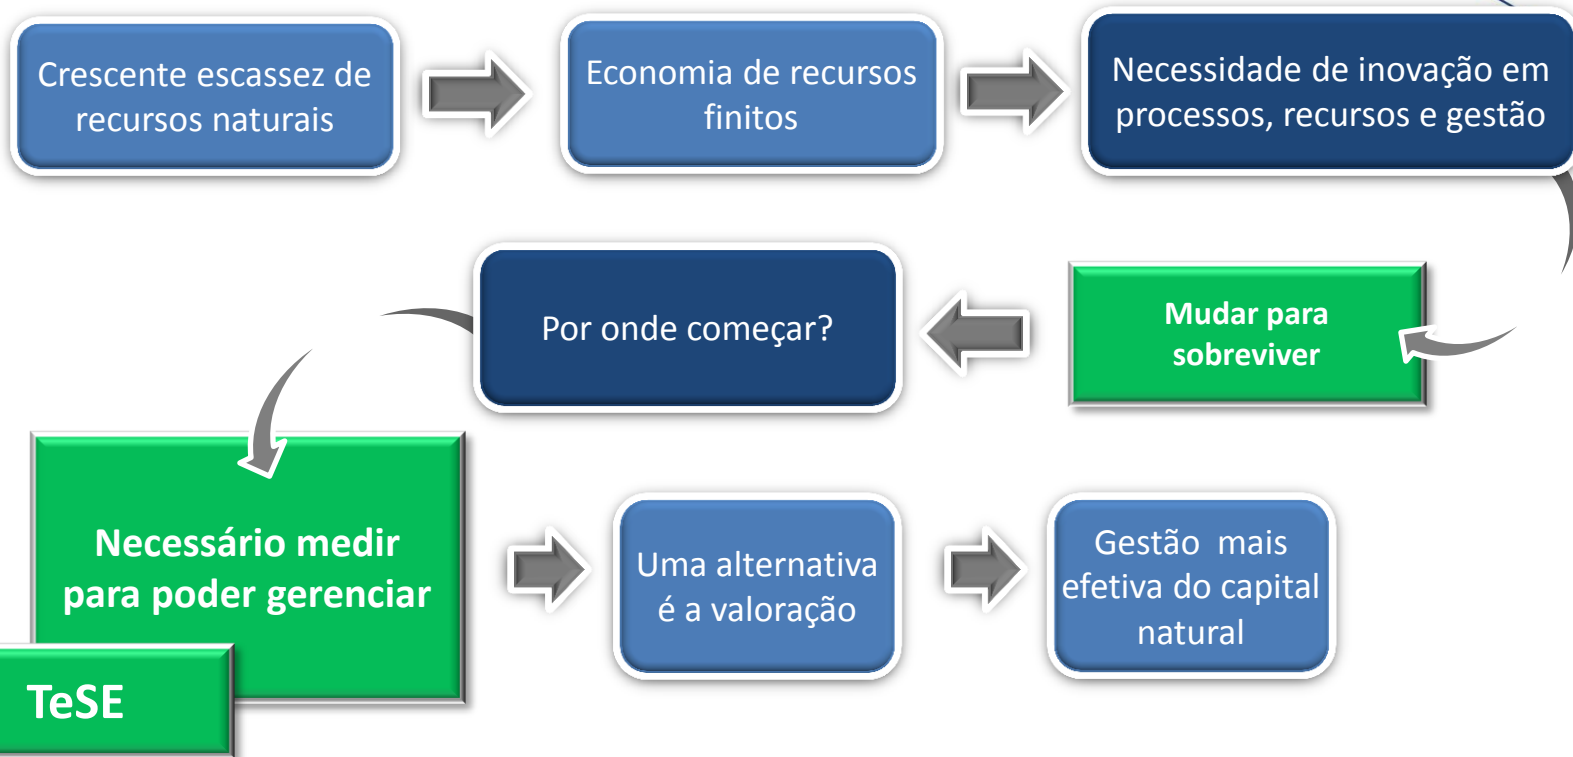 Crescente escassez de
recursos naturais
Economia de recursos
finitos
Necessidade de inovação em
processos, recursos e gestão
Mudar para
sobreviver
Por onde começar?
Necessário medir
para poder gerenciar
TeSE
Uma alternativa
é a valoração
Gestão mais
efetiva do capital
natural